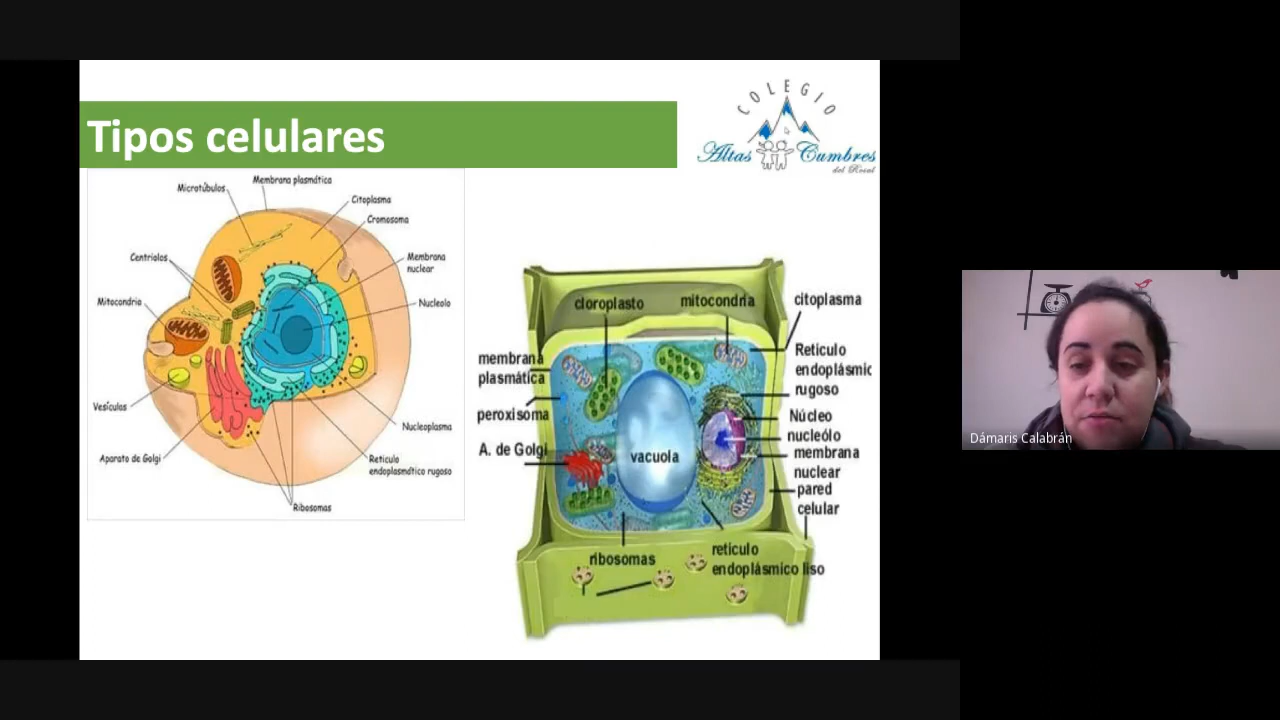 Tipos celulares
COLEGIO
Altas Cumbres
del Rosal
Membrana plasmática
Microtúbulos
Citoplasma
Cromosoma
Centriolos
Membrana
nuclear
Mitocondria
Nucleolo
Vesículas
Nucleoplasma
Aparato de Golgi
Retículo
endoplasmático rugoso
Ribosomas
cloroplasto
mitocondria
citoplasma
membrana
plasmática
Retículo
endoplásmic
rugoso
peroxisoma
Núcleo
nucleólo
A. de Golgi
vacuola
membrana
nuclear
pared
celular
ribosomas
retículo
endoplásmico liso
Dámaris Calabrán